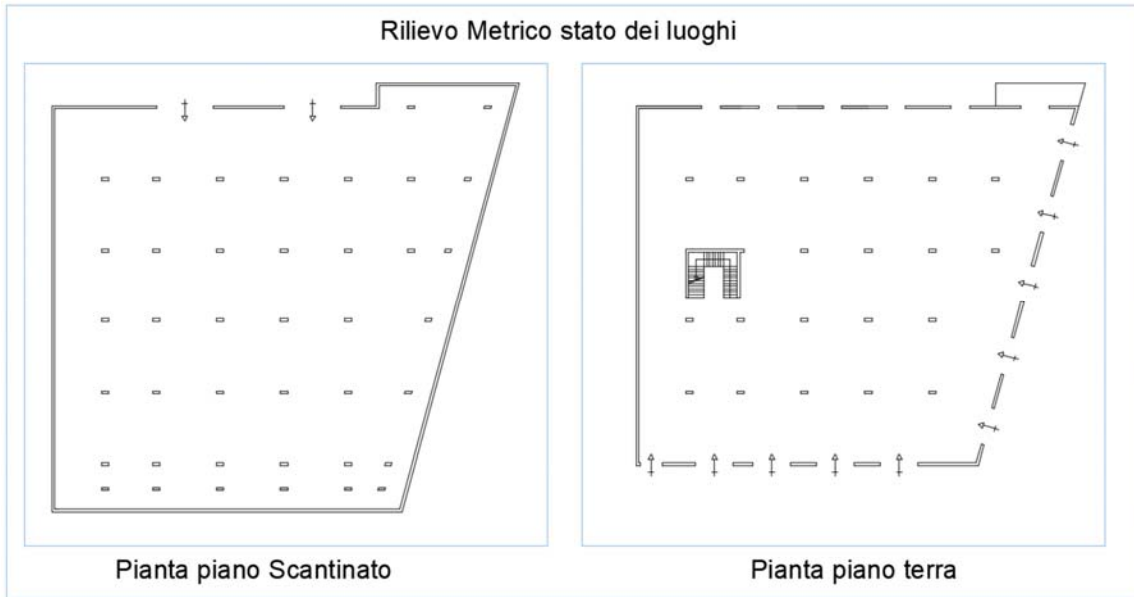 Rilievo Metrico stato dei luoghi
Pianta piano Scantinato
Pianta piano terra